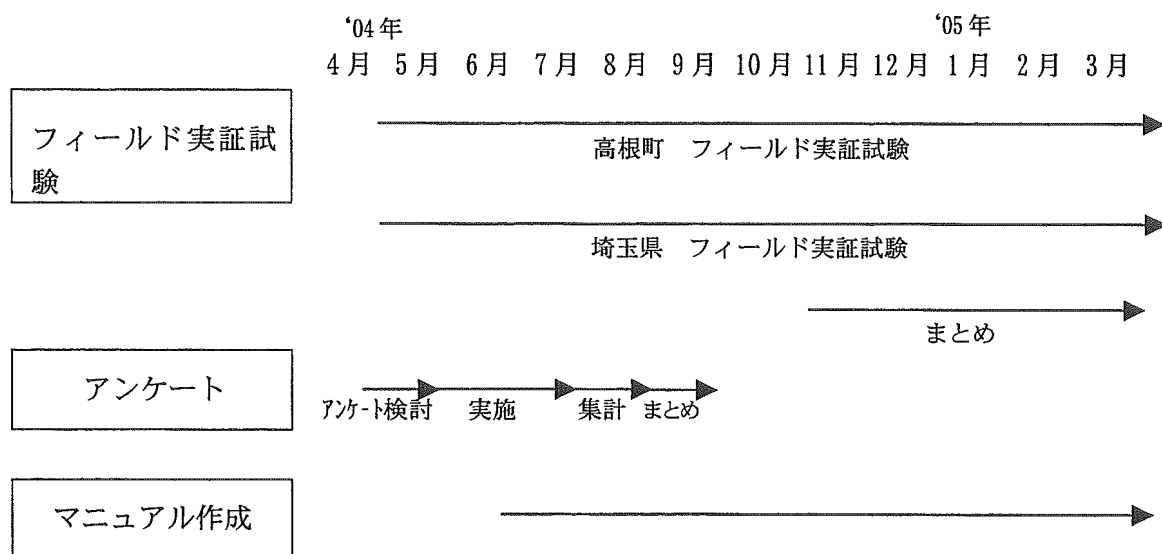 ‘04年 ‘05年
4月 5月 6月 7月 8月 9月 10月 11月 12月 1月 2月 3月
フィールド実証試
験
高根町 フィールド実証試験
埼玉県 フィールド実証試験
まとめ
アンケート
アンケート検討 実施 集計 まとめ
マニュアル作成